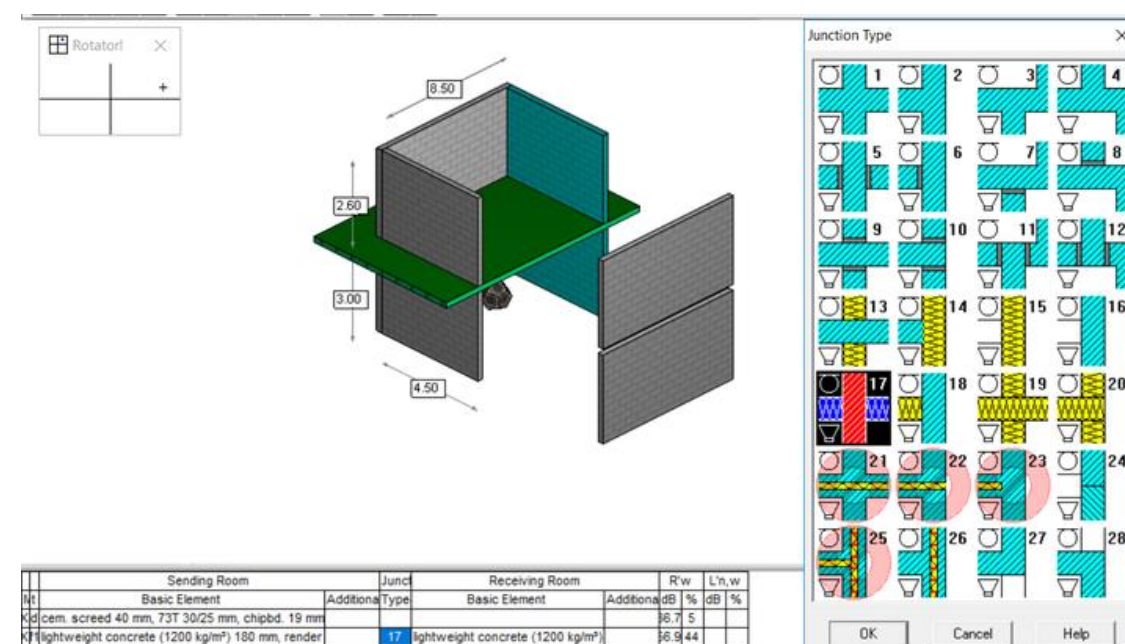 Rotator!
Junction Type
8.50
2.60
3.00
4.50
1 2 3 4
5 6 7 8
9 10 11 12
13 14 15 16
17 18 19 20
21 22 23 24
25 26 27 28
OK Cancel Help
Sending Room Junct Receiving Room R'w L'n,w
Basic Element Additiona Type Basic Element Additiona dB % dB %
cem. screed 40 mm, 73T 30/25 mm, chipbd. 19 mm 66.7 5
lightweight concrete (1200 kg/m³) 180 mm, render 17 lightweight concrete (1200 kg/m³) 56.9 44